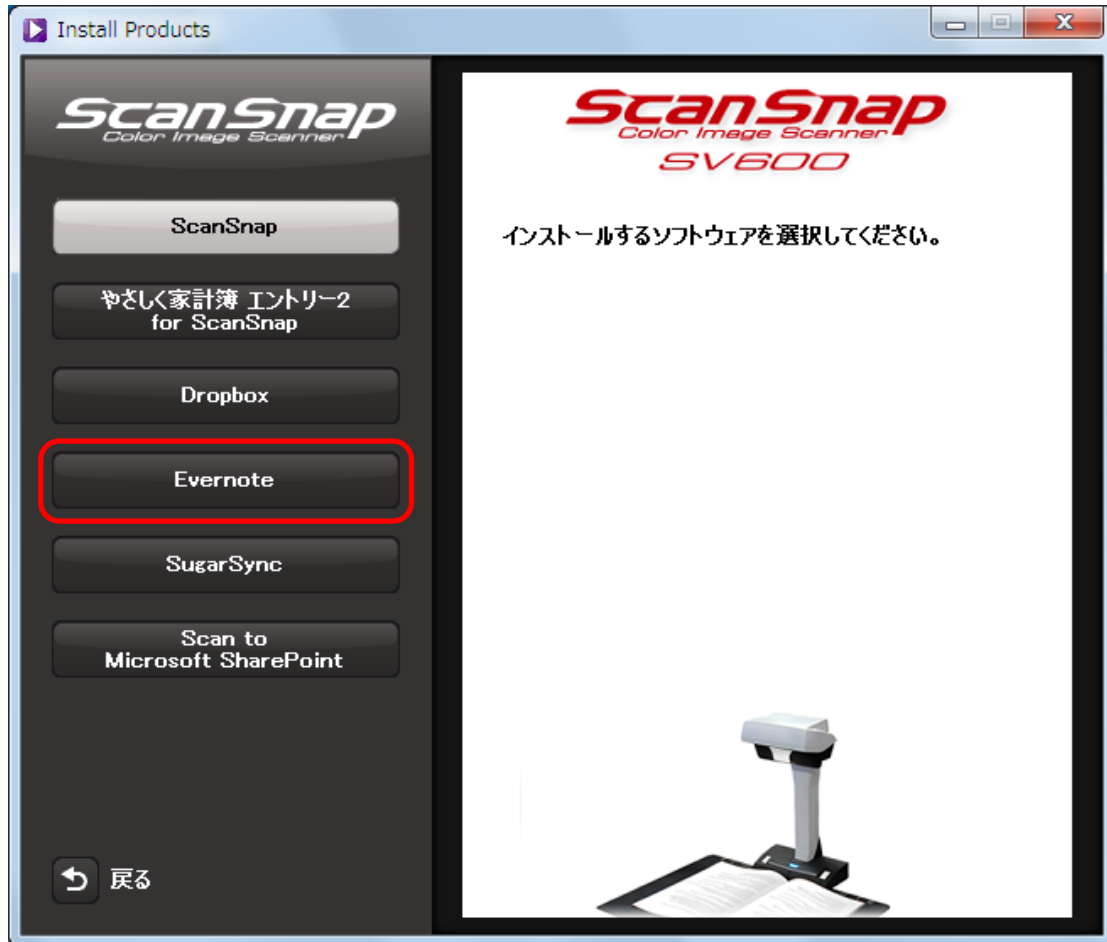 Install Products
ScanSnap
Color Image Scanner
ScanSnap
やさしく家計簿 エントリー2
for ScanSnap
Dropbox
Evernote
SugarSync
Scan to
Microsoft SharePoint
戻る
ScanSnap
Color Image Scanner
SV600
インストールするソフトウェアを選択してください。